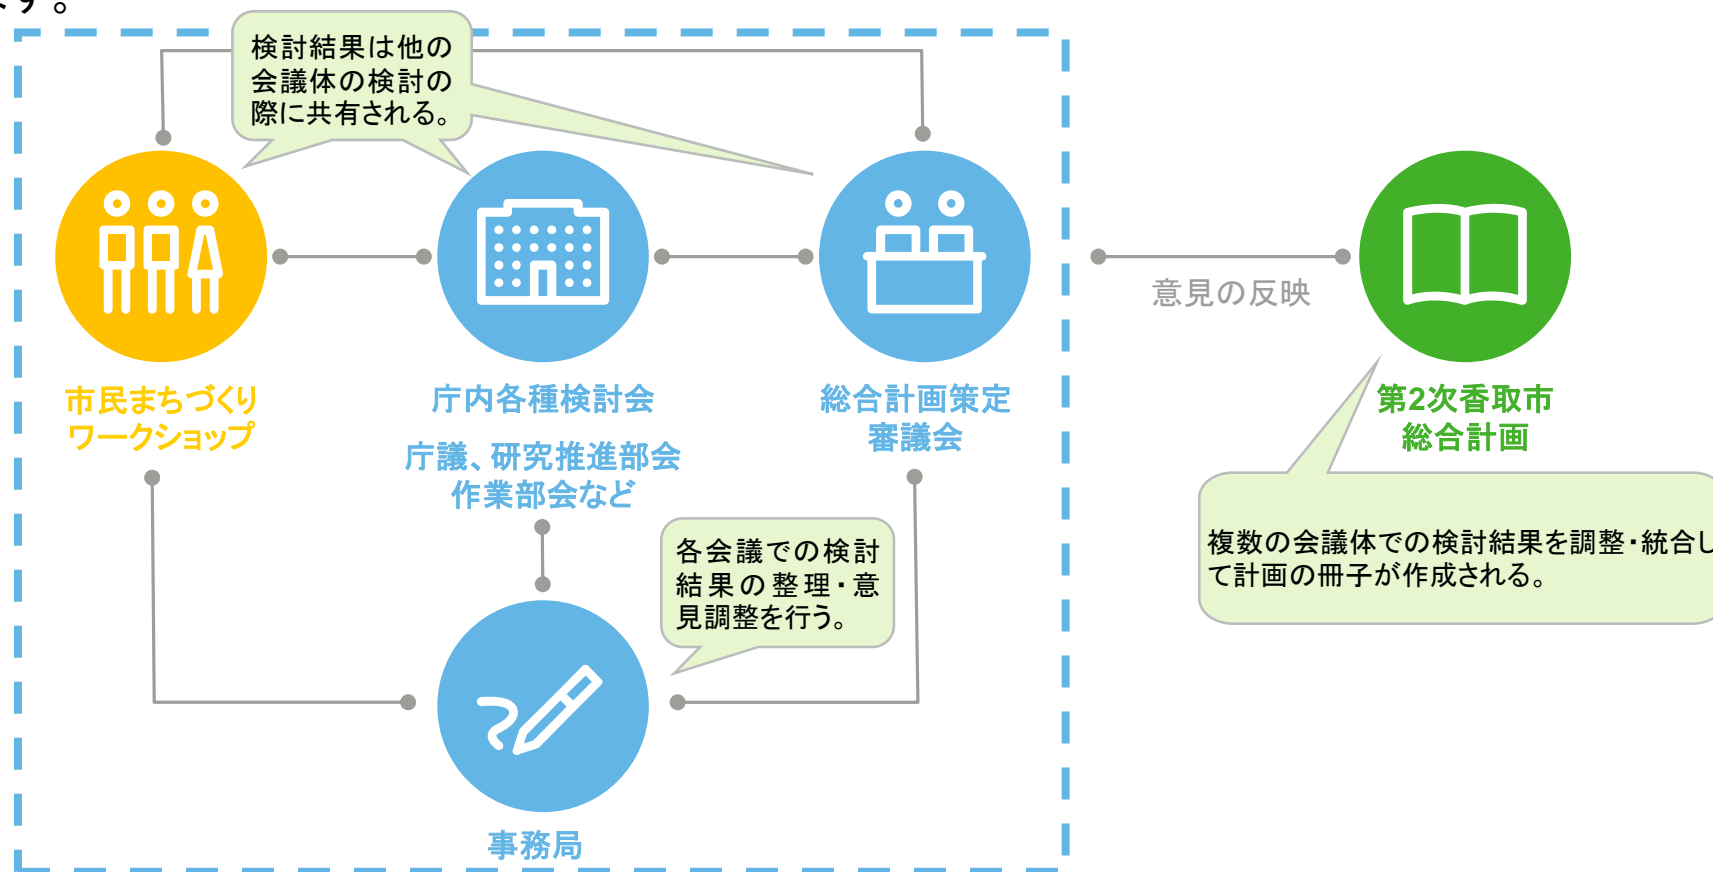 ます。
検討結果は他の
会議体の検討の
際に共有される。
意見の反映
市民まちづくり
ワークショップ
庁内各種検討会
庁議、研究推進部会
作業部会など
総合計画策定
審議会
第2次香取市
総合計画
各会議での検討
結果の整理・意
見調整を行う。
複数の会議体での検討結果を調整・統合し
て計画の冊子が作成される。
事務局